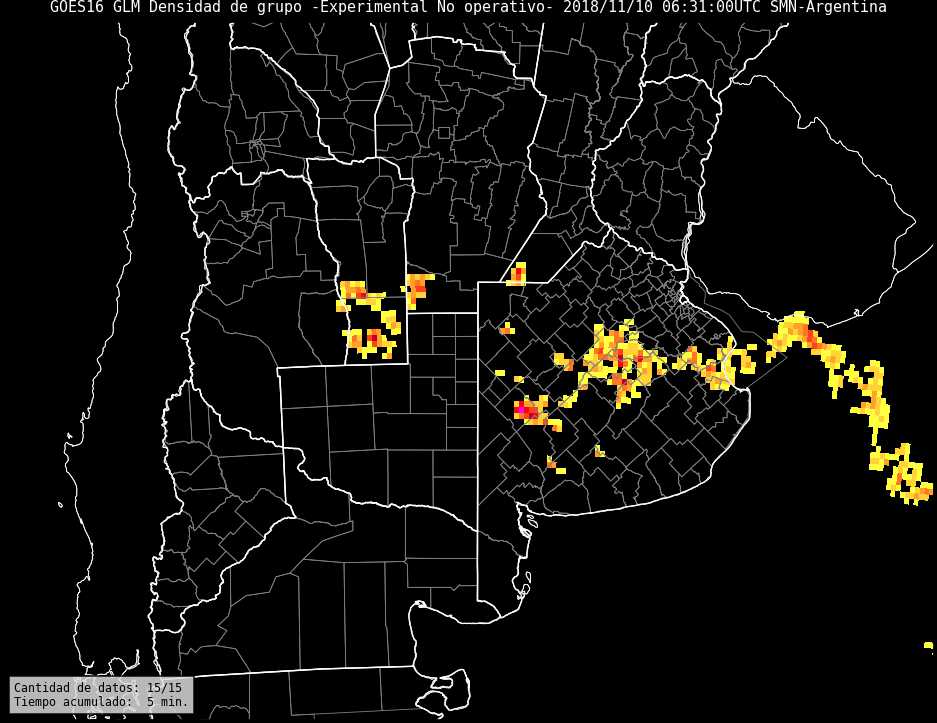 GOES16 GLM Densidad de grupo -Experimental No operativo- 2018/11/10 06:31:00UTC SMN-Argentina
Cantidad de datos: 15/15
Tiempo acumulado:  5 min.